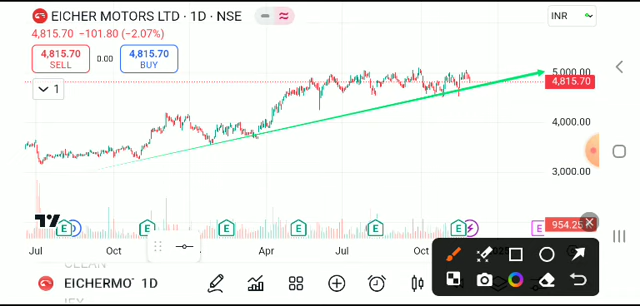 EICHER MOTORS LTD · 1D · NSE
INR
4,815.70 −101.80 (−2.07%)
4,815.70
SELL
0.00
4,815.70
BUY
1
5,000.00
4,815.70
4,000.00
3,000.00
954.25
E
E
E
E
E
E
E
Jul
Oct
Apr
Jul
Oct
EICHERMO
1D